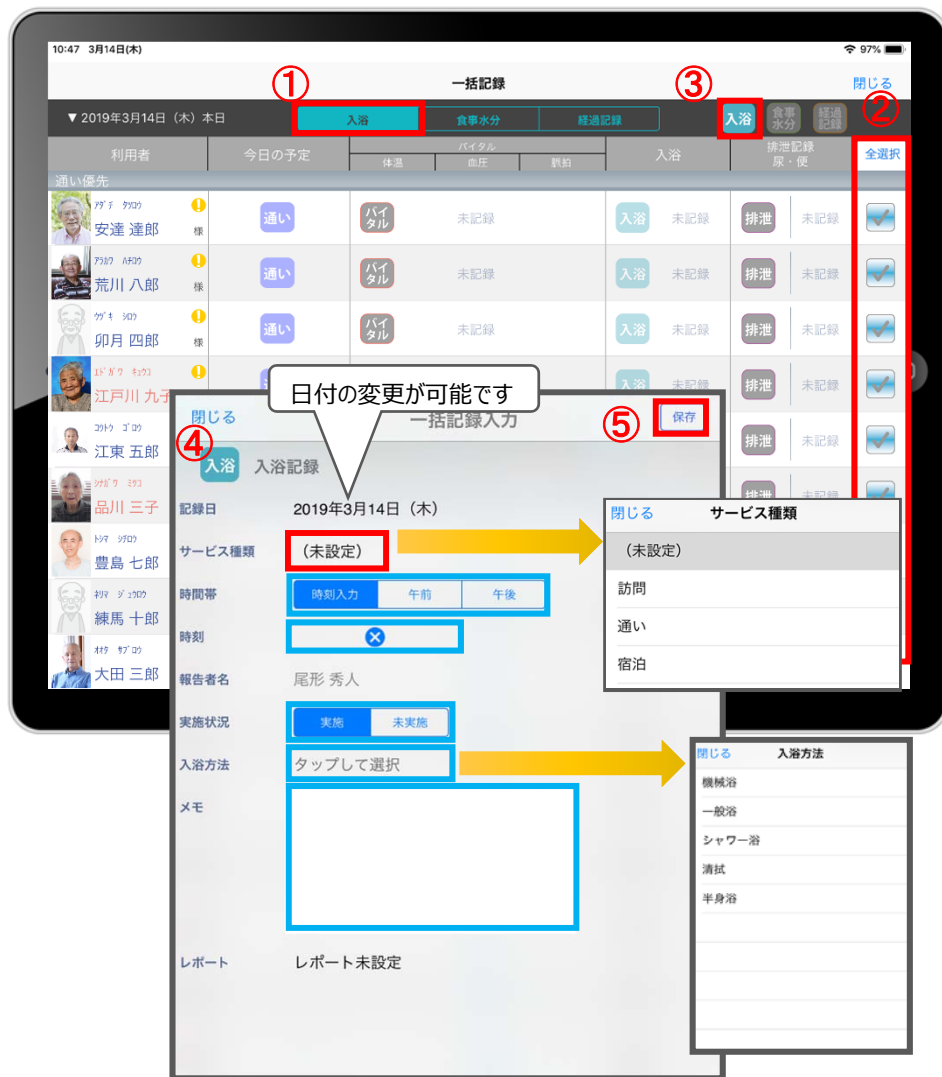 10:47 3月14日(木)
97%
① 一括記録 ③ 閉じる
▼ 2019年3月14日（木）本日 入浴 食事水分 経過記録 入浴 食事水分 経過記録 ②
利用者 今日の予定 バイタル 入浴 排泄記録 全選択
体温 血圧 脈拍 尿・便
通い優先
ｱﾀﾞﾁ ﾀﾂﾛｳ
安達 達郎 様 通い バイタル 未記録 入浴 未記録 排泄 未記録
ｱﾗｶﾜ ﾊﾁﾛｳ
荒川 八郎 様 通い バイタル 未記録 入浴 未記録 排泄 未記録
ｳﾂﾞｷ ｼﾛｳ
卯月 四郎 様 通い バイタル 未記録 入浴 未記録 排泄 未記録
ｴﾄﾞｶﾞﾜ ｷｭｳｺ
江戸川 九子 入浴 未記録 排泄 未記録
ｺｳﾄｳ ｺﾞﾛｳ
江東 五郎 排泄 未記録
ｼﾅｶﾞﾜ ﾐﾂｺ
品川 三子 排泄 未記録
ﾄｼﾏ ｼﾁﾛｳ
豊島 七郎
ﾈﾘﾏ ｼﾞｭｳﾛｳ
練馬 十郎
ｵｵﾀ ｻﾌﾞﾛｳ
大田 三郎
日付の変更が可能です
閉じる 一括記録入力 ⑤ 保存
④
入浴 入浴記録
記録日 2019年3月14日（木）
サービス種類 （未設定）
時間帯 時刻入力 午前 午後
時刻
報告者名 尾形 秀人
実施状況 実施 未実施
入浴方法 タップして選択
メモ
レポート レポート未設定
閉じる サービス種類
（未設定）
訪問
通い
宿泊
閉じる 入浴方法
機械浴
一般浴
シャワー浴
清拭
半身浴